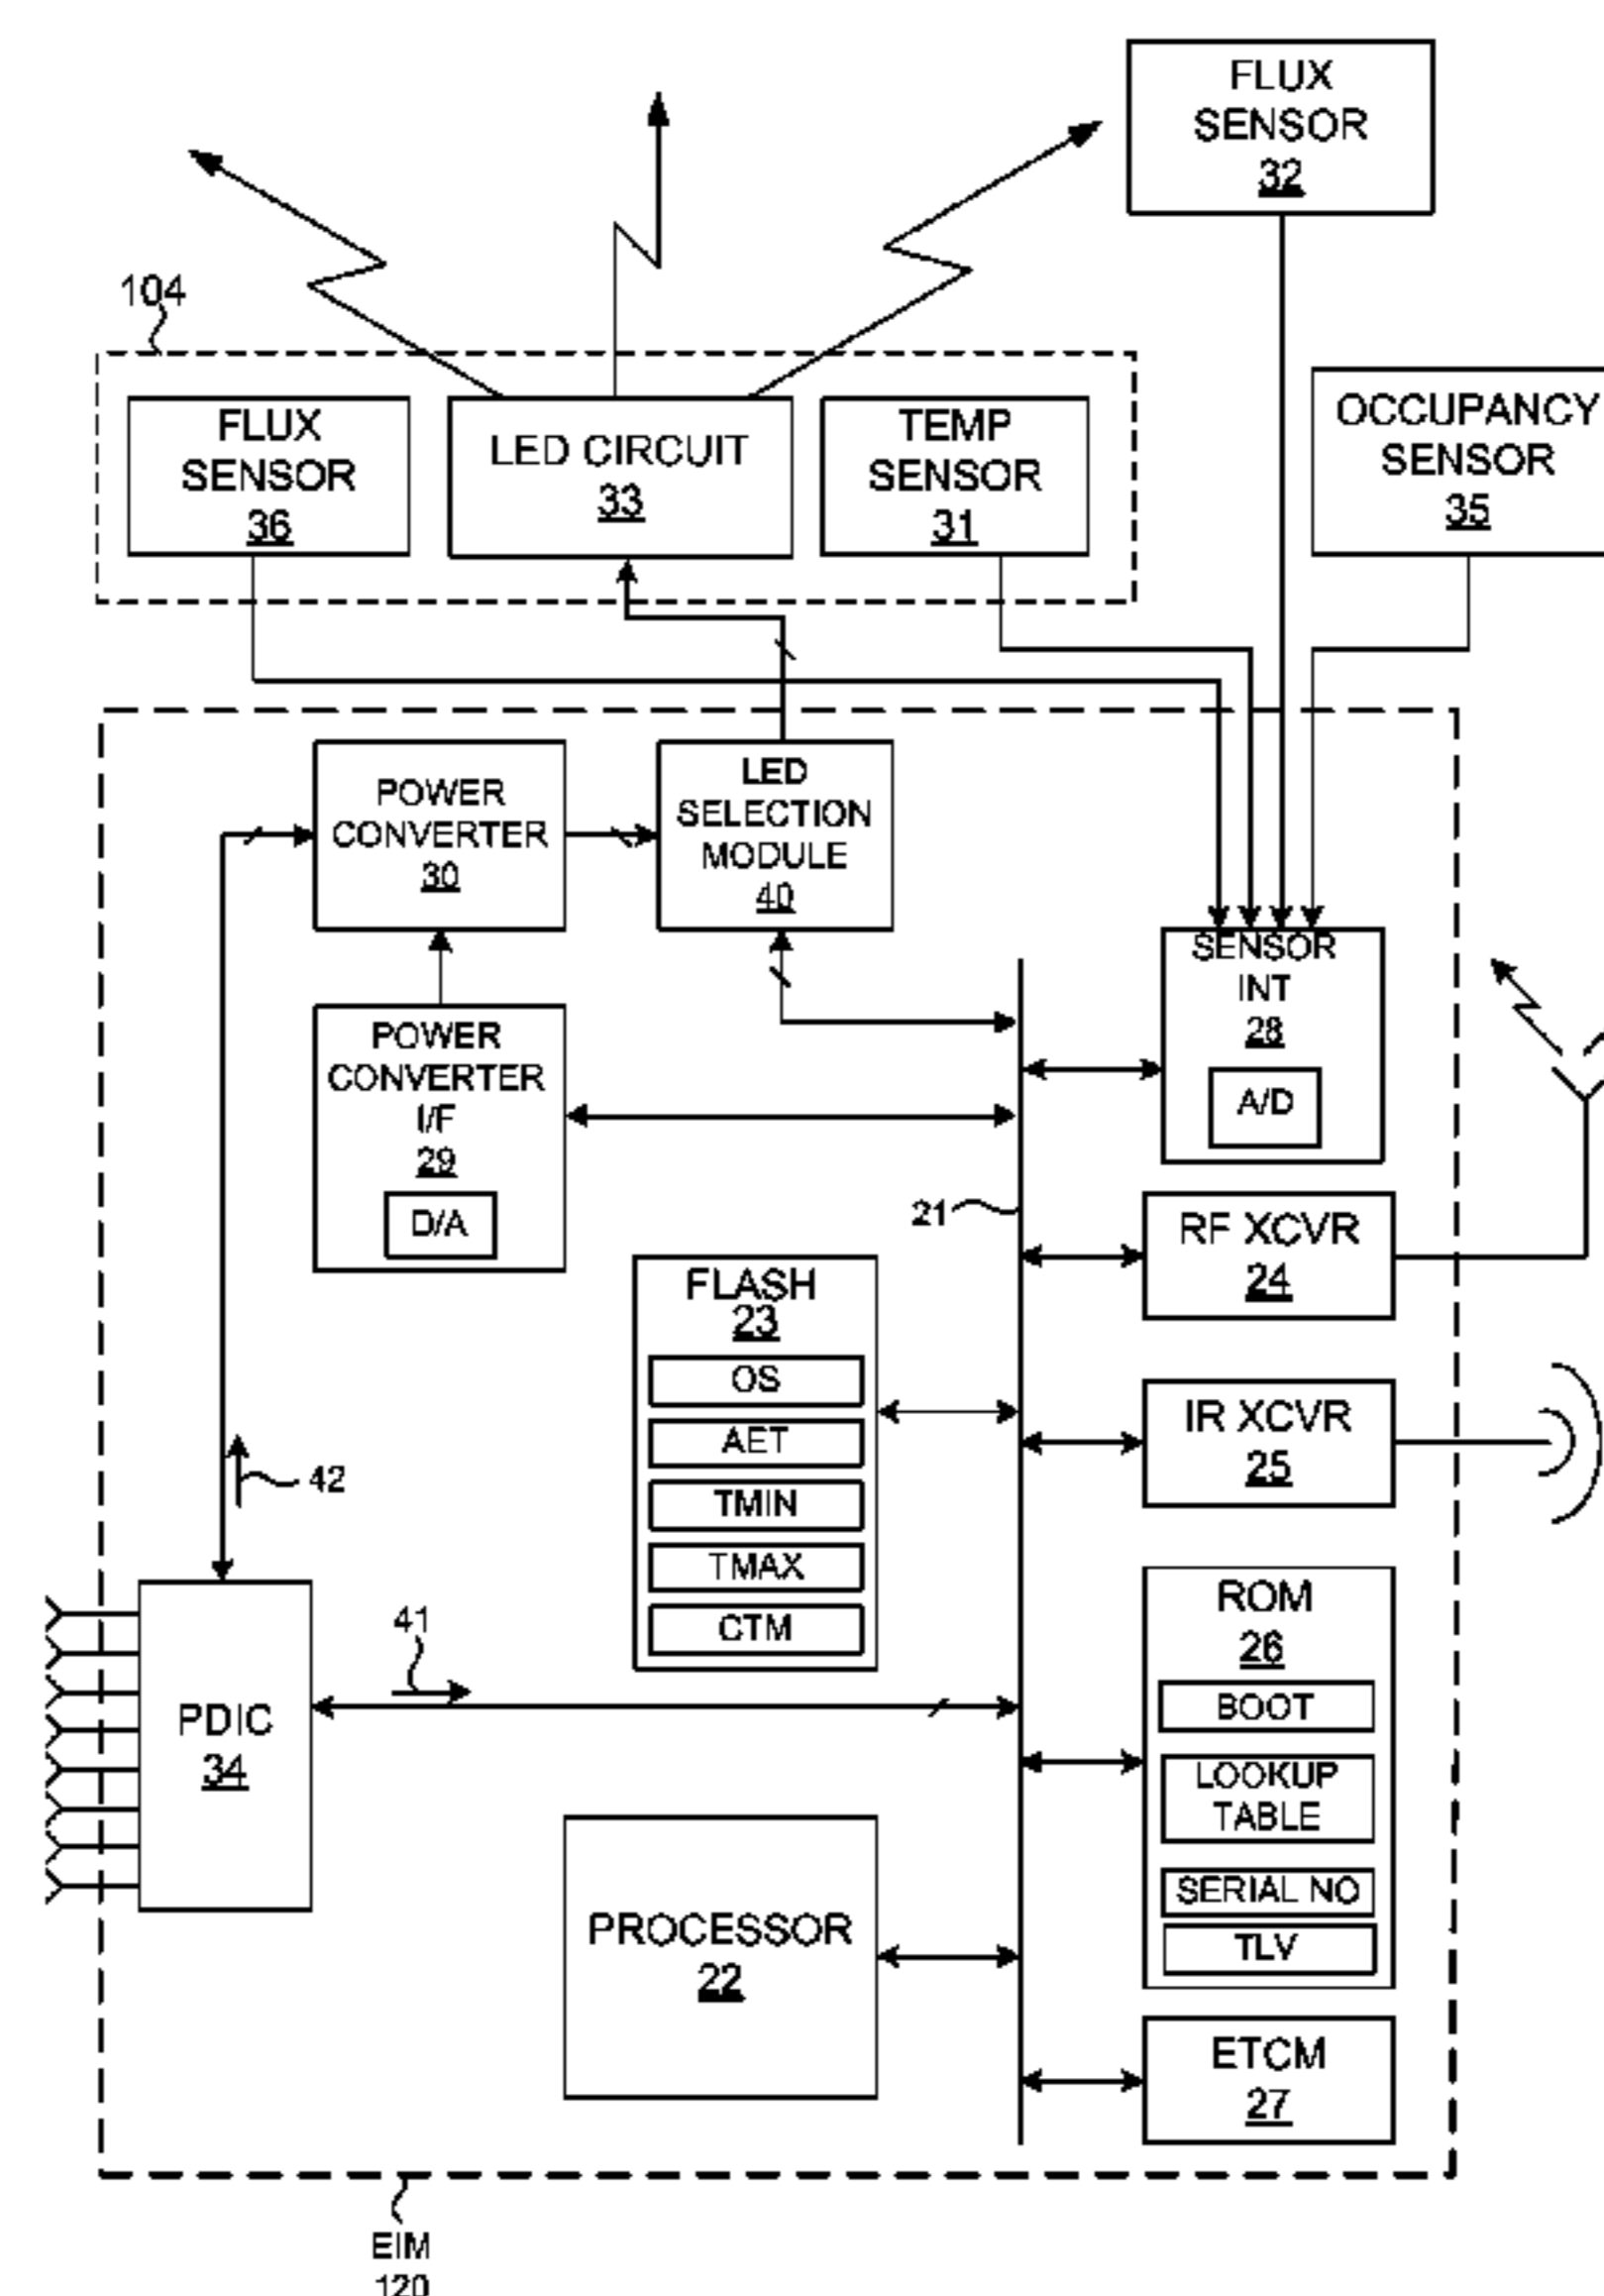 FLUX
SENSOR
32
104
FLUX
SENSOR
36
LED CIRCUIT
33
TEMP
SENSOR
31
OCCUPANCY
SENSOR
35
POWER
CONVERTER
30
LED
SELECTION
MODULE
40
SENSOR
INT
28
A/D
POWER
CONVERTER
I/F
29
D/A
21
RF XCVR
24
FLASH
23
OS
AET
TMIN
TMAX
CTM
IR XCVR
25
42
41
PDIC
34
ROM
26
BOOT
LOOKUP
TABLE
SERIAL NO
TLV
PROCESSOR
22
ETCM
27
EIM
120